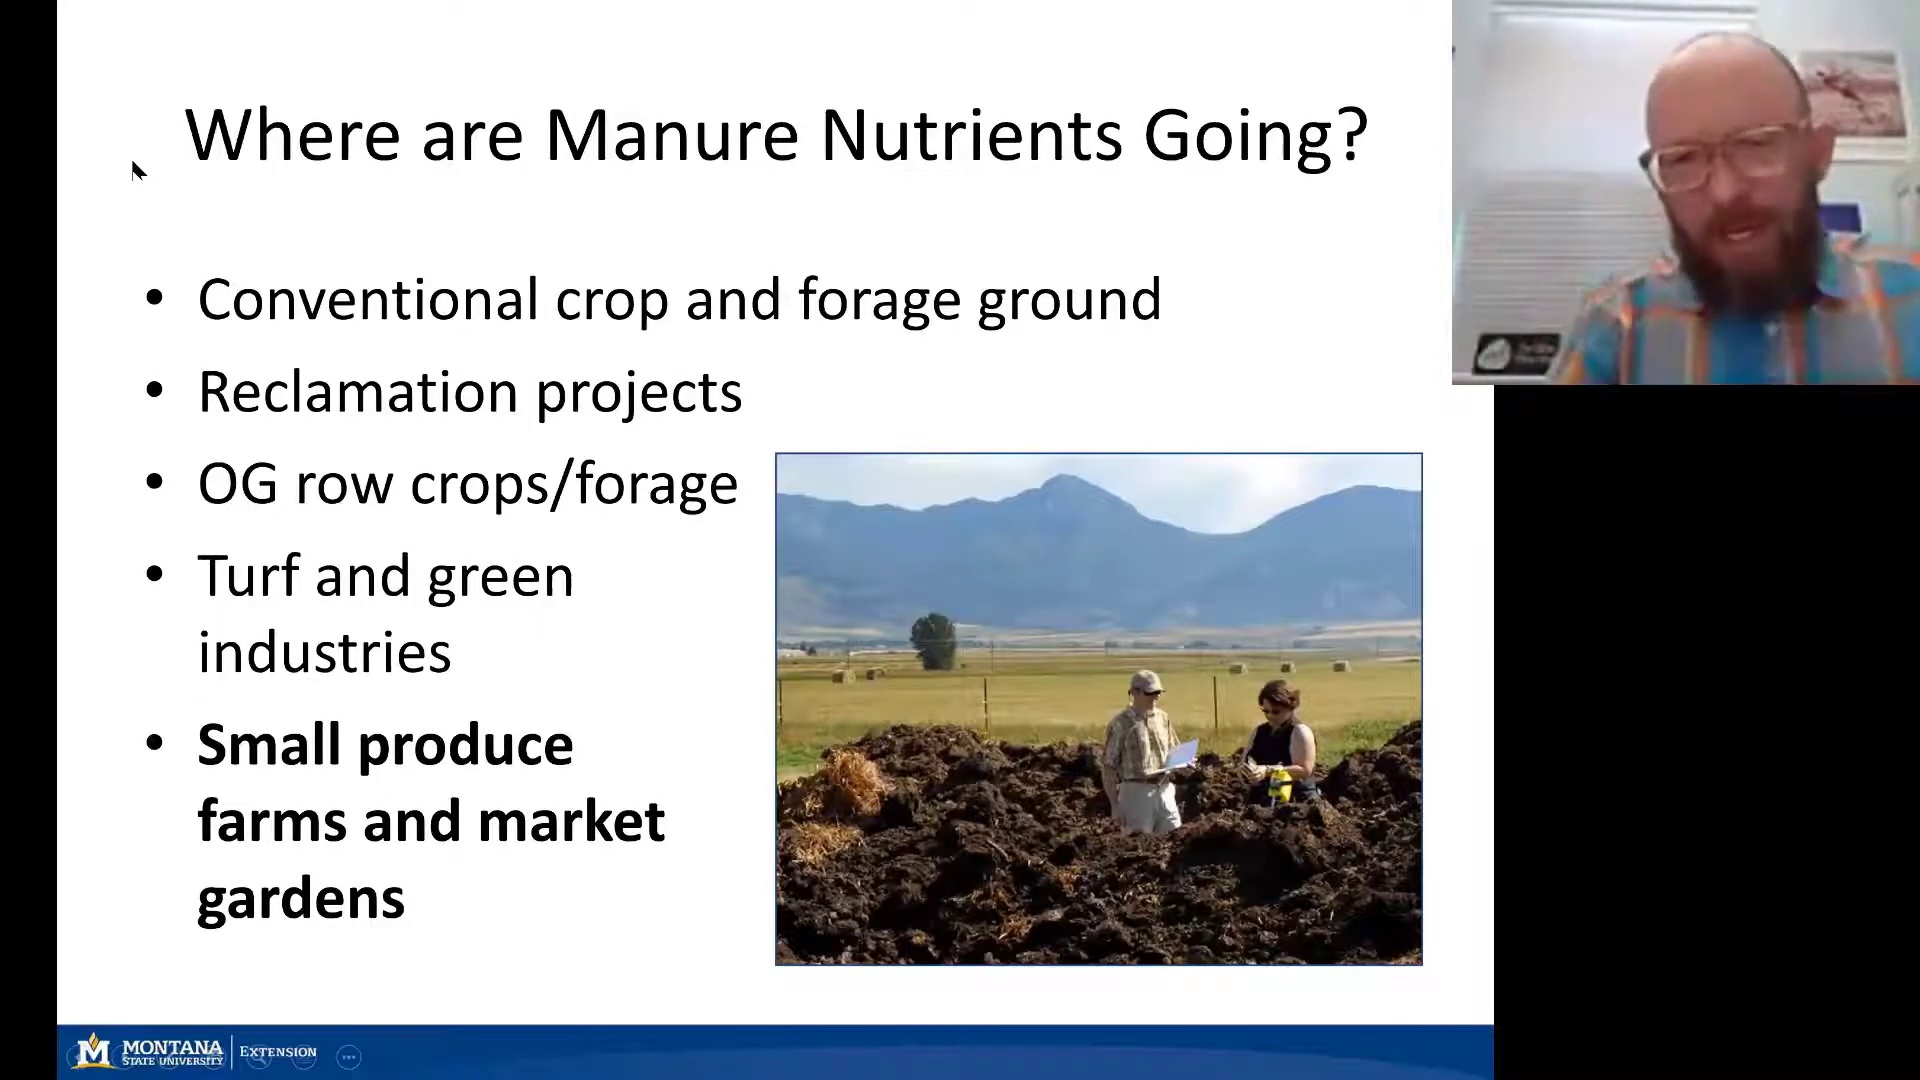 Where are Manure Nutrients Going?
• Conventional crop and forage ground
• Reclamation projects
• OG row crops/forage
• Turf and green
industries
• Small produce
farms and market
gardens
M MONTANA
STATE UNIVERSITY
EXTENSION